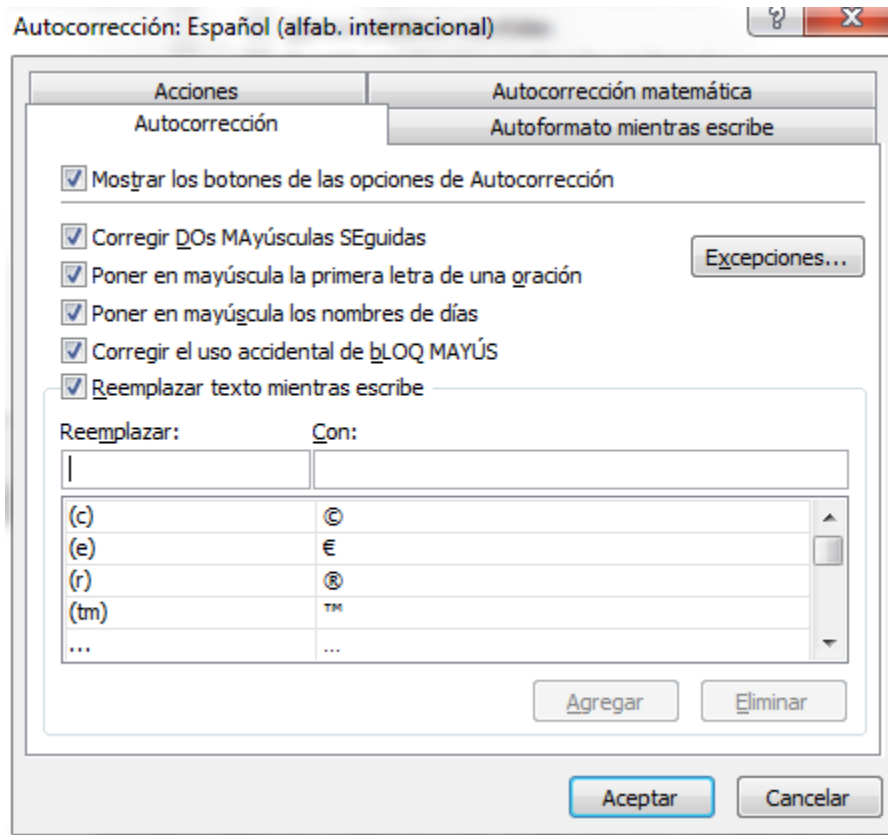 Autocorrección: Español (alfab. internacional)
Acciones
Autocorrección matemática
Autocorrección
Autoformato mientras escribe
Mostrar los botones de las opciones de Autocorrección
Corregir DOs MAyúsculas SEguidas
Excepciones...
Poner en mayúscula la primera letra de una oración
Poner en mayúscula los nombres de días
Corregir el uso accidental de bLOQ MAYÚS
Reemplazar texto mientras escribe
Reemplazar: Con:
(c) ©
(e) €
(r) ®
(tm) ™
... …
Agregar Eliminar
Aceptar Cancelar